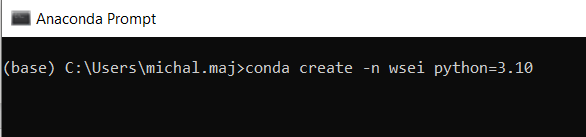 Anaconda Prompt
(base) C:\Users\michal.maj>conda create -n wsei python=3.10